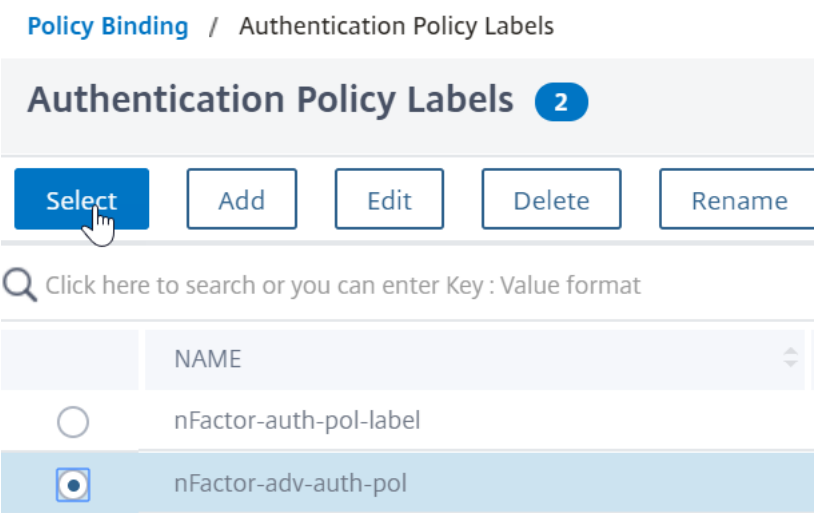 Policy Binding / Authentication Policy Labels
Authentication Policy Labels 2
Select Add Edit Delete Rename
Click here to search or you can enter Key : Value format
NAME
nFactor-auth-pol-label
nFactor-adv-auth-pol